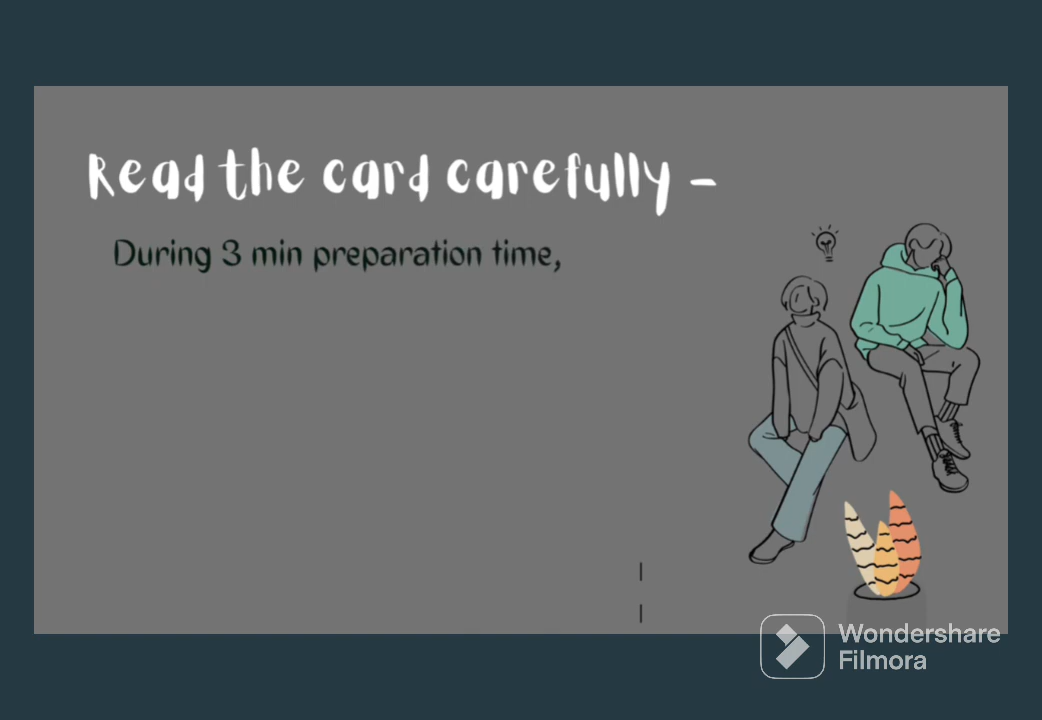 Read the card carefully -
During 3 min preparation time,
Wondershare
Filmora